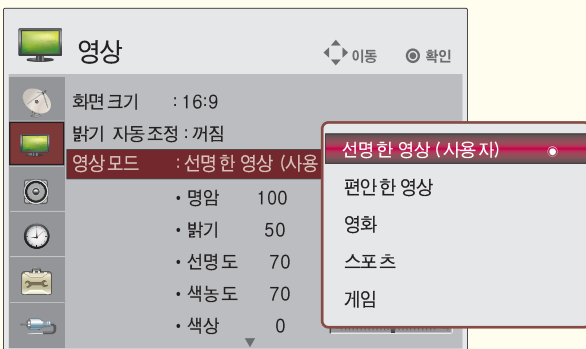 영상
이동 확인
화면 크기 : 16:9
밝기 자동 조정 : 꺼짐
영상 모드 : 선명한 영상 (사용
• 명암 100
• 밝기 50
• 선명도 70
• 색농도 70
• 색상 0
선명한 영상 (사용자)
편안한 영상
영화
스포츠
게임